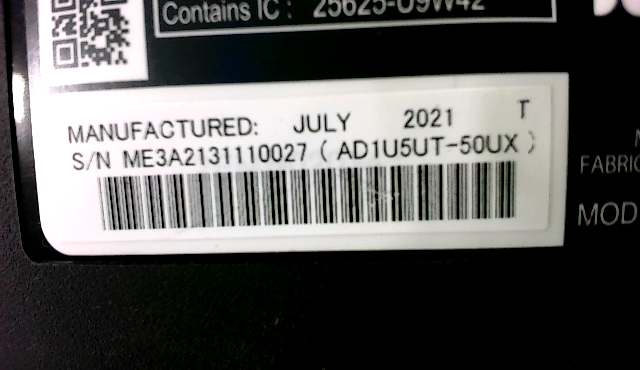 Contains IC : 25625-U9W42
MANUFACTURED: JULY 2021 T
S/N ME3A2131110027 ( AD1U5UT-50UX )
FABRIC
MOD